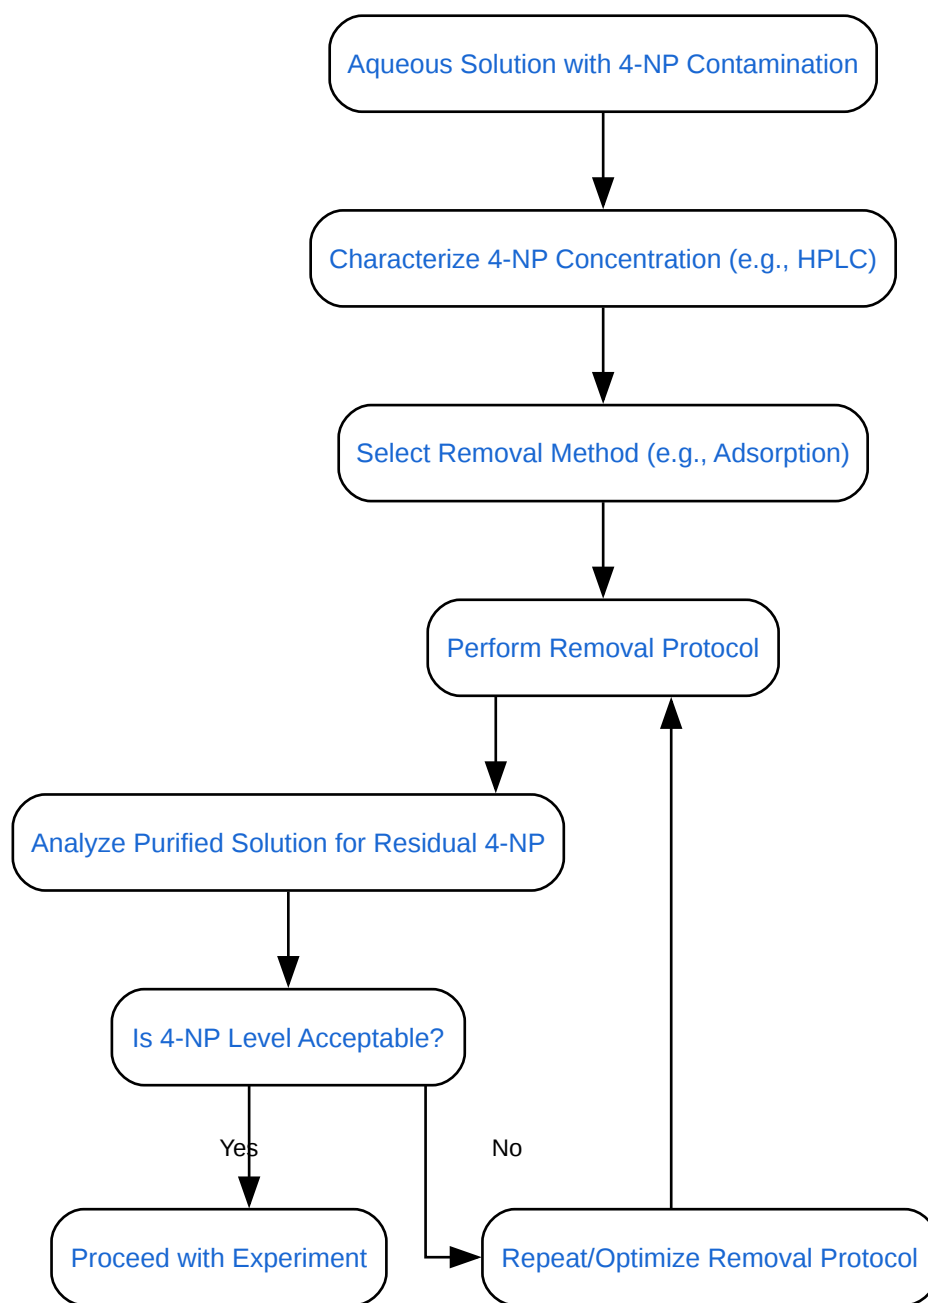 Aqueous Solution with 4-NP Contamination
Characterize 4-NP Concentration (e.g., HPLC)
Select Removal Method (e.g., Adsorption)
Perform Removal Protocol
Analyze Purified Solution for Residual 4-NP
Is 4-NP Level Acceptable?
Yes
No
Proceed with Experiment
Repeat/Optimize Removal Protocol